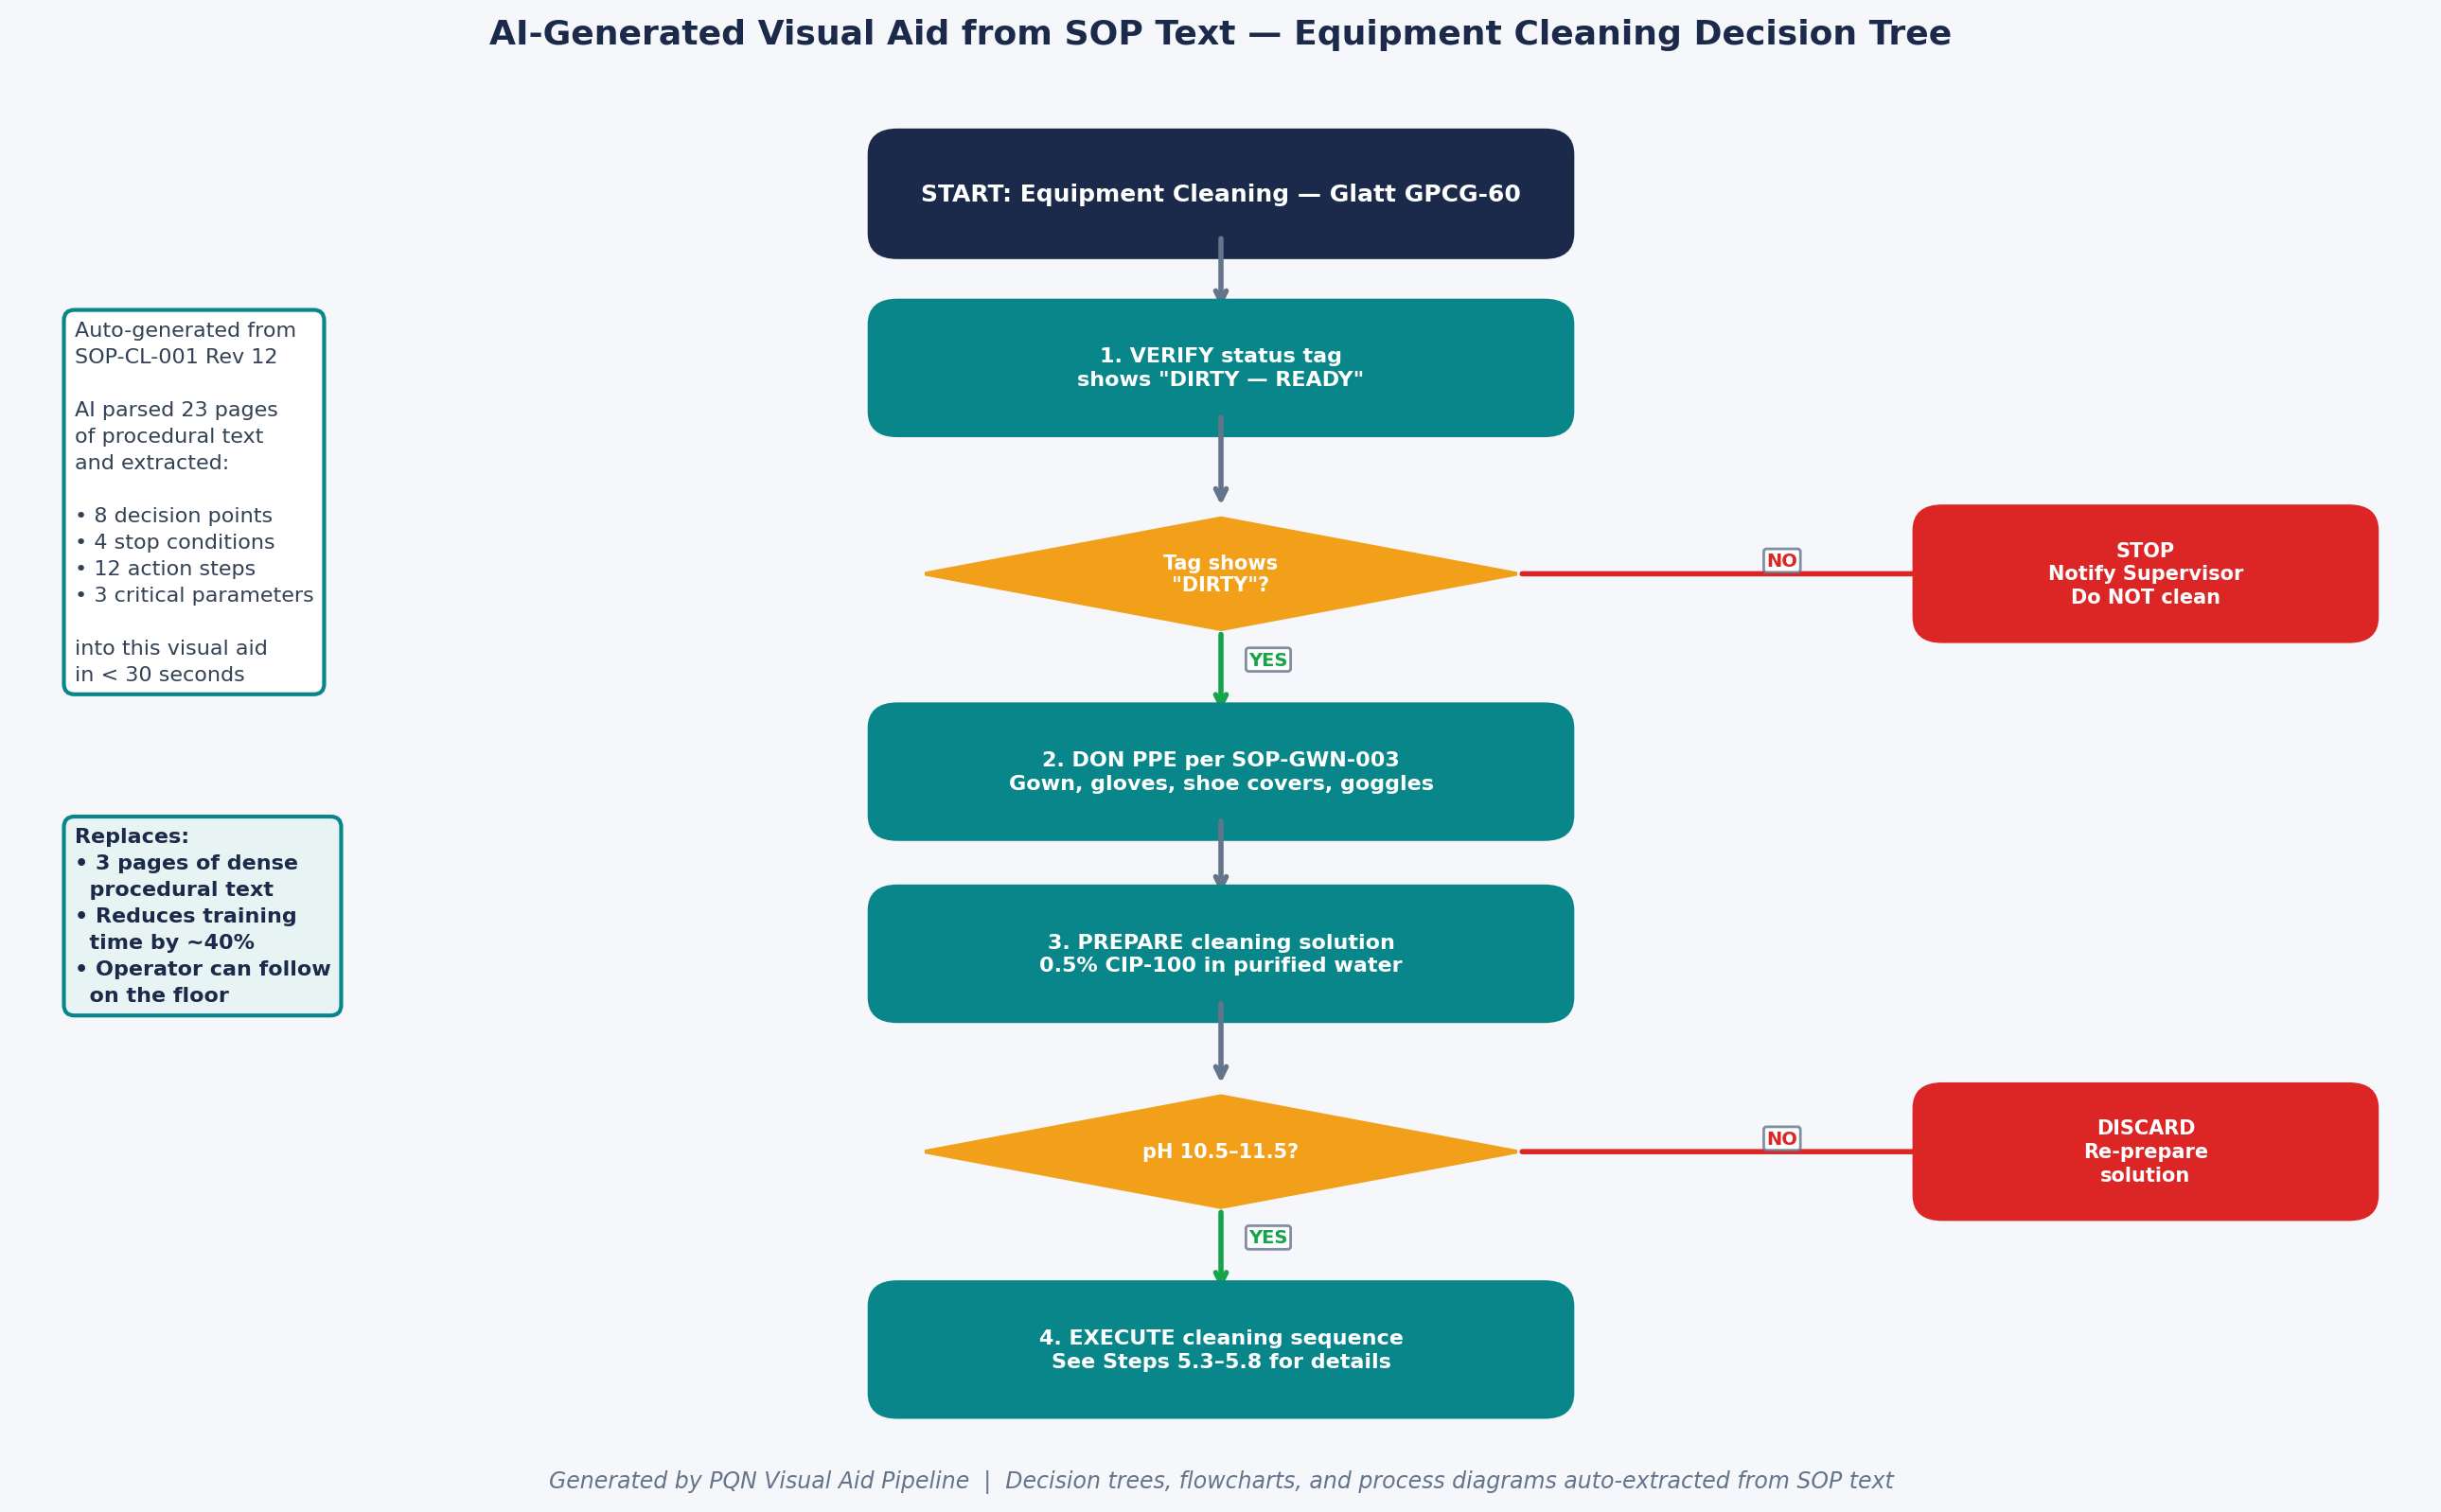 AI-Generated Visual Aid from SOP Text — Equipment Cleaning Decision Tree
START: Equipment Cleaning — Glatt GPCG-60
1. VERIFY status tag
shows "DIRTY — READY"
Tag shows
"DIRTY"?
NO
STOP
Notify Supervisor
Do NOT clean
YES
2. DON PPE per SOP-GWN-003
Gown, gloves, shoe covers, goggles
3. PREPARE cleaning solution
0.5% CIP-100 in purified water
pH 10.5–11.5?
NO
DISCARD
Re-prepare
solution
YES
4. EXECUTE cleaning sequence
See Steps 5.3–5.8 for details
Auto-generated from
SOP-CL-001 Rev 12
AI parsed 23 pages
of procedural text
and extracted:
• 8 decision points
• 4 stop conditions
• 12 action steps
• 3 critical parameters
into this visual aid
in < 30 seconds
Replaces:
• 3 pages of dense
procedural text
• Reduces training
time by ~40%
• Operator can follow
on the floor
Generated by PQN Visual Aid Pipeline | Decision trees, flowcharts, and process diagrams auto-extracted from SOP text